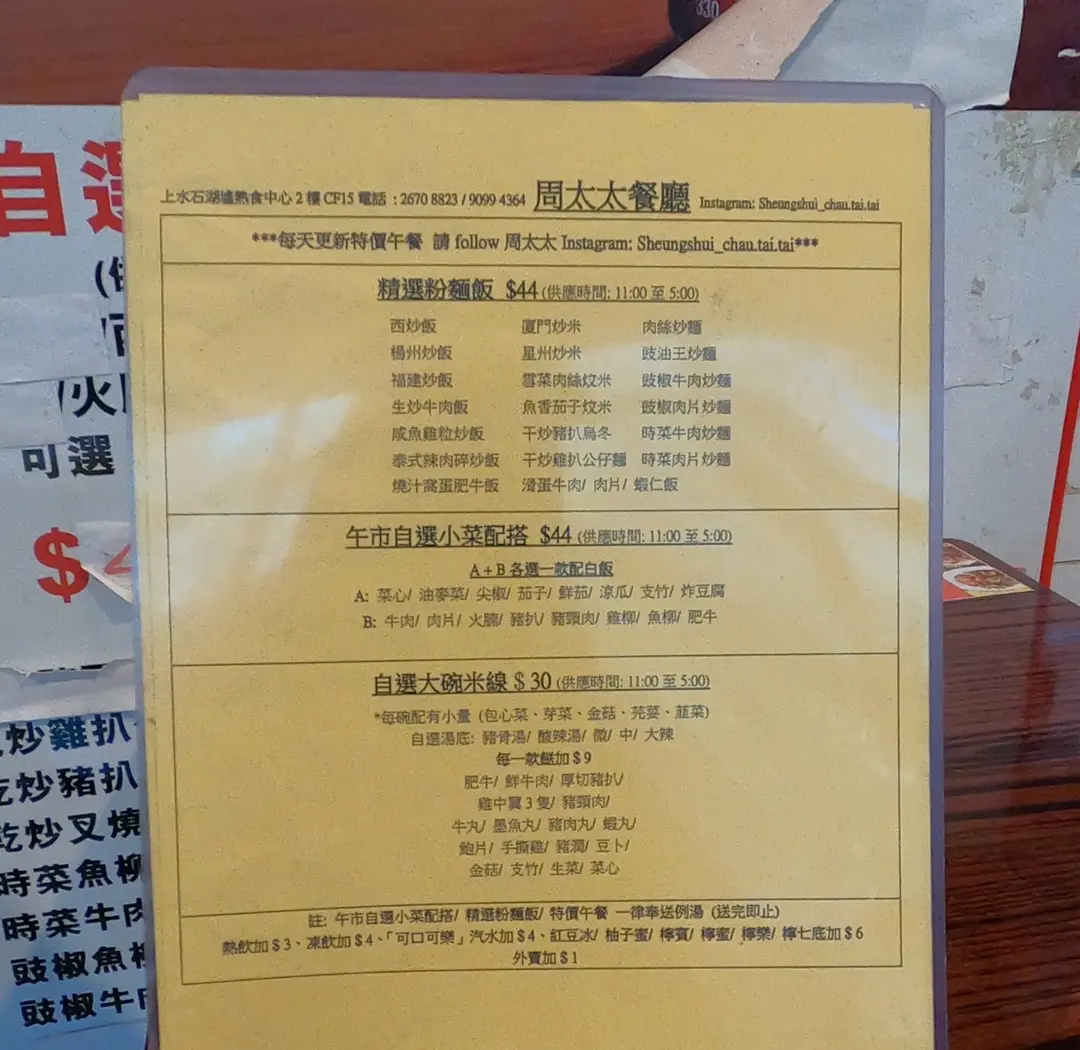 330
上水石湖墟熟食中心 2 樓 CF15 電話 : 2670 8823 / 9099 4364 周太太餐廳 Instagram: Sheungshui_chau.tai.tai
***每天更新特價午餐 請 follow 周太太 Instagram: Sheungshui_chau.tai.tai***
精選粉麵飯 $44 (供應時間: 11:00 至 5:00)
西炒飯 廈門炒米 肉絲炒麵
楊州炒飯 星州炒米 豉油王炒麵
福建炒飯 雪菜肉絲炆米 豉椒牛肉炒麵
生炒牛肉飯 魚香茄子炆米 豉椒肉片炒麵
咸魚雞粒炒飯 干炒豬扒烏冬 時菜牛肉炒麵
泰式辣肉碎炒飯 干炒雞扒公仔麵 時菜肉片炒麵
燒汁窩蛋肥牛飯 滑蛋牛肉/ 肉片/ 蝦仁飯
午市自選小菜配搭 $44 (供應時間: 11:00 至 5:00)
A + B 各選一款配白飯
A: 菜心/ 油麥菜/ 尖椒/ 茄子/ 鮮茄/ 涼瓜/ 支竹/ 炸豆腐
B: 牛肉/ 肉片/ 火腩/ 豬扒/ 豬頸肉/ 雞柳/ 魚柳/ 肥牛
自選大碗米線 $ 30 (供應時間: 11:00 至 5:00)
*每碗配有小量 (包心菜、芽菜、金菇、芫荽、韮菜)
自選湯底: 豬骨湯/ 酸辣湯/ 微/ 中/ 大辣
每一款餸加 $ 9
肥牛/ 鮮牛肉/ 厚切豬扒/
雞中翼 3 隻/ 豬頸肉/
牛丸/ 墨魚丸/ 豬肉丸/ 蝦丸/
鮑片/ 手撕雞/ 豬潤/ 豆卜/
金菇/ 支竹/ 生菜/ 菜心
註: 午市自選小菜配搭/ 精選粉麵飯/ 特價午餐 一律奉送例湯 (送完即止)
熱飲加 $ 3、凍飲加 $ 4、「可口可樂」汽水加 $ 4、紅豆冰/ 柚子蜜/ 檸賓/ 檸蜜/ 檸樂/ 檸七底加 $ 6
外賣加 $ 1
自選
/火
可選
$4
炒雞扒
乾炒豬扒
乾炒叉燒
時菜魚柳
時菜牛肉
豉椒魚柳
豉椒牛肉